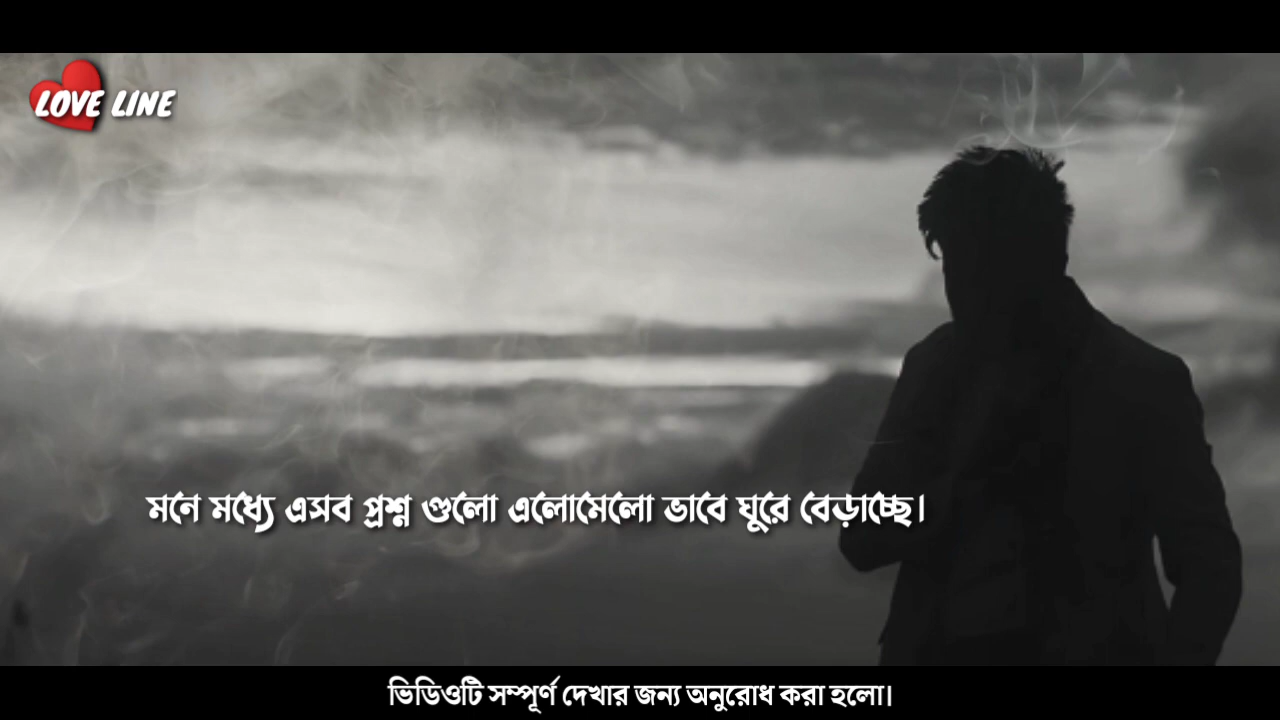 LOVE LINE
মনে মধ্যে এসব প্রশ্ন গুলো এলোমেলো ভাবে ঘুরে বেড়াচ্ছে।
ভিডিওটি সম্পূর্ণ দেখার জন্য অনুরোধ করা হলো।